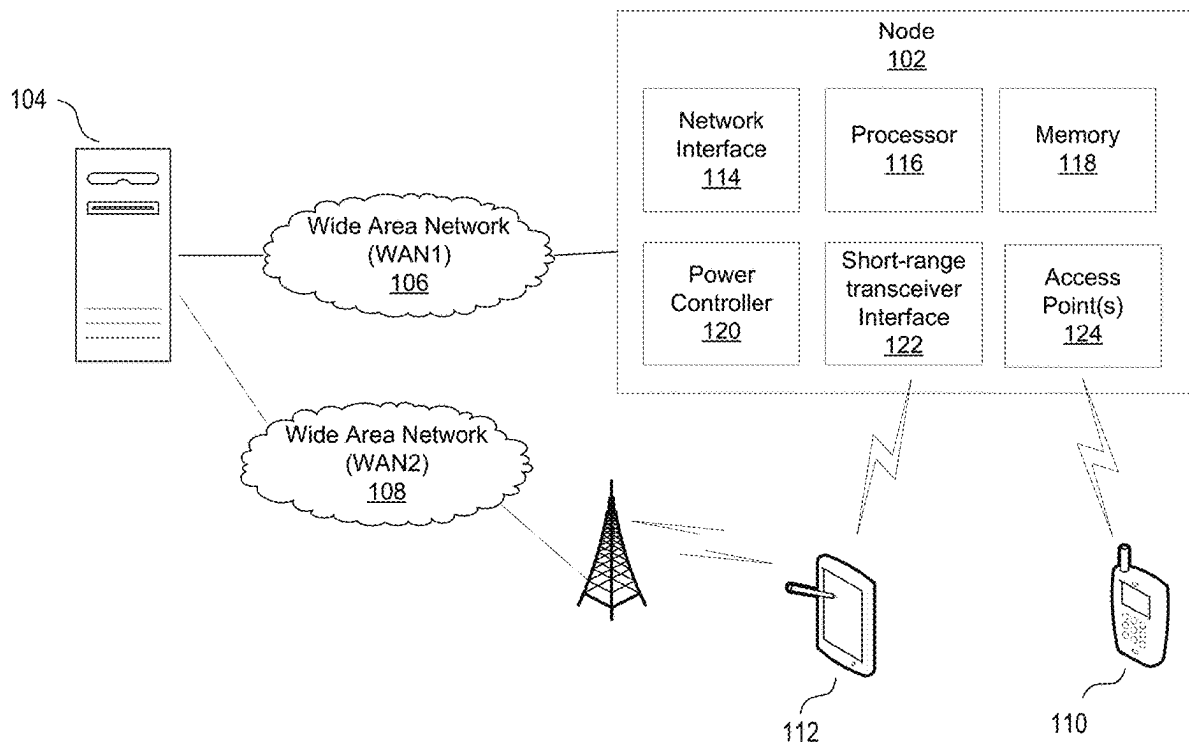 Node
102
104
Network
Interface
114
Processor
116
Memory
118
Wide Area Network
(WAN1)
106
Power
Controller
120
Short-range
transceiver
Interface
122
Access
Point(s)
124
Wide Area Network
(WAN2)
108
112
110